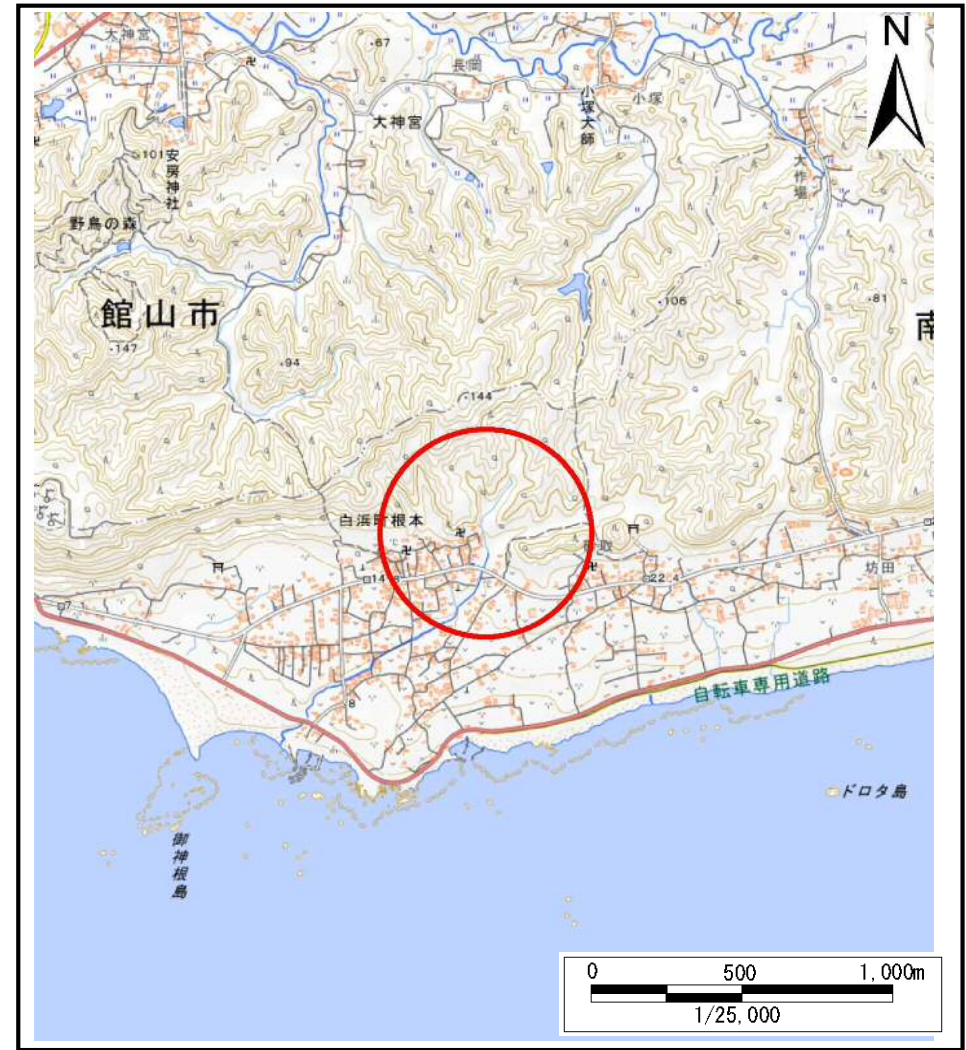 大神宮
・67
長岡
N
小塚大師
小塚
大神宮
・101
安房神社
大作場
野鳥の森
館山市
・106
・81
南
・147
・94
・144
白浜町根本
22.4
坊田
7
8
自転車専用道路
ドロタ島
御神根島
0 500 1,000m
1/25,000